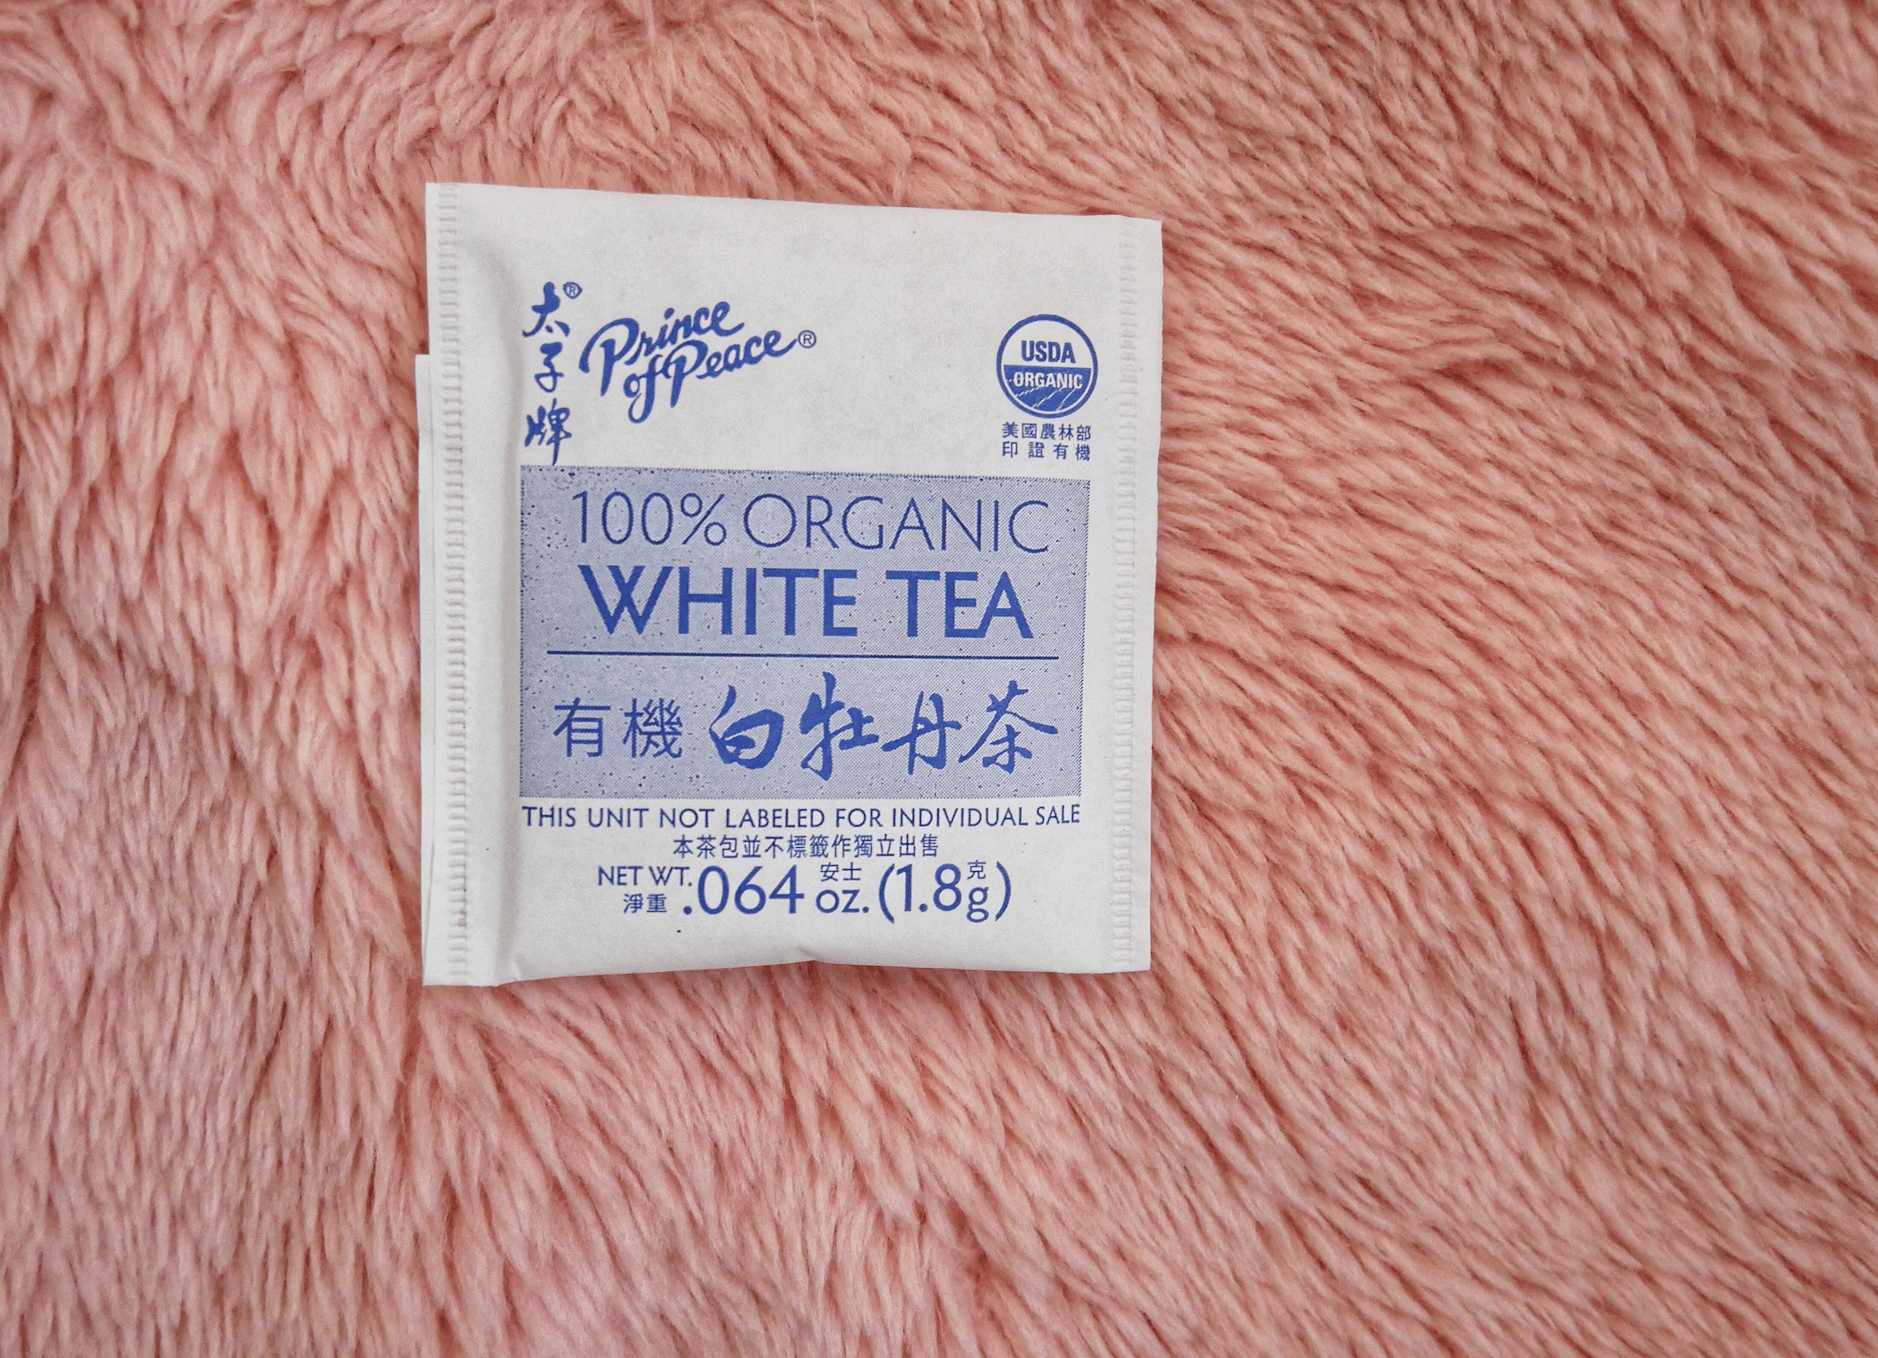 太子牌®
Prince
of Peace®
USDA
ORGANIC
美國農林部
印證有機
100% ORGANIC
WHITE TEA
有機 白牡丹茶
THIS UNIT NOT LABELED FOR INDIVIDUAL SALE
本茶包並不標籤作獨立出售
NET WT. .064 oz. (1.8g)
淨重 安士 克